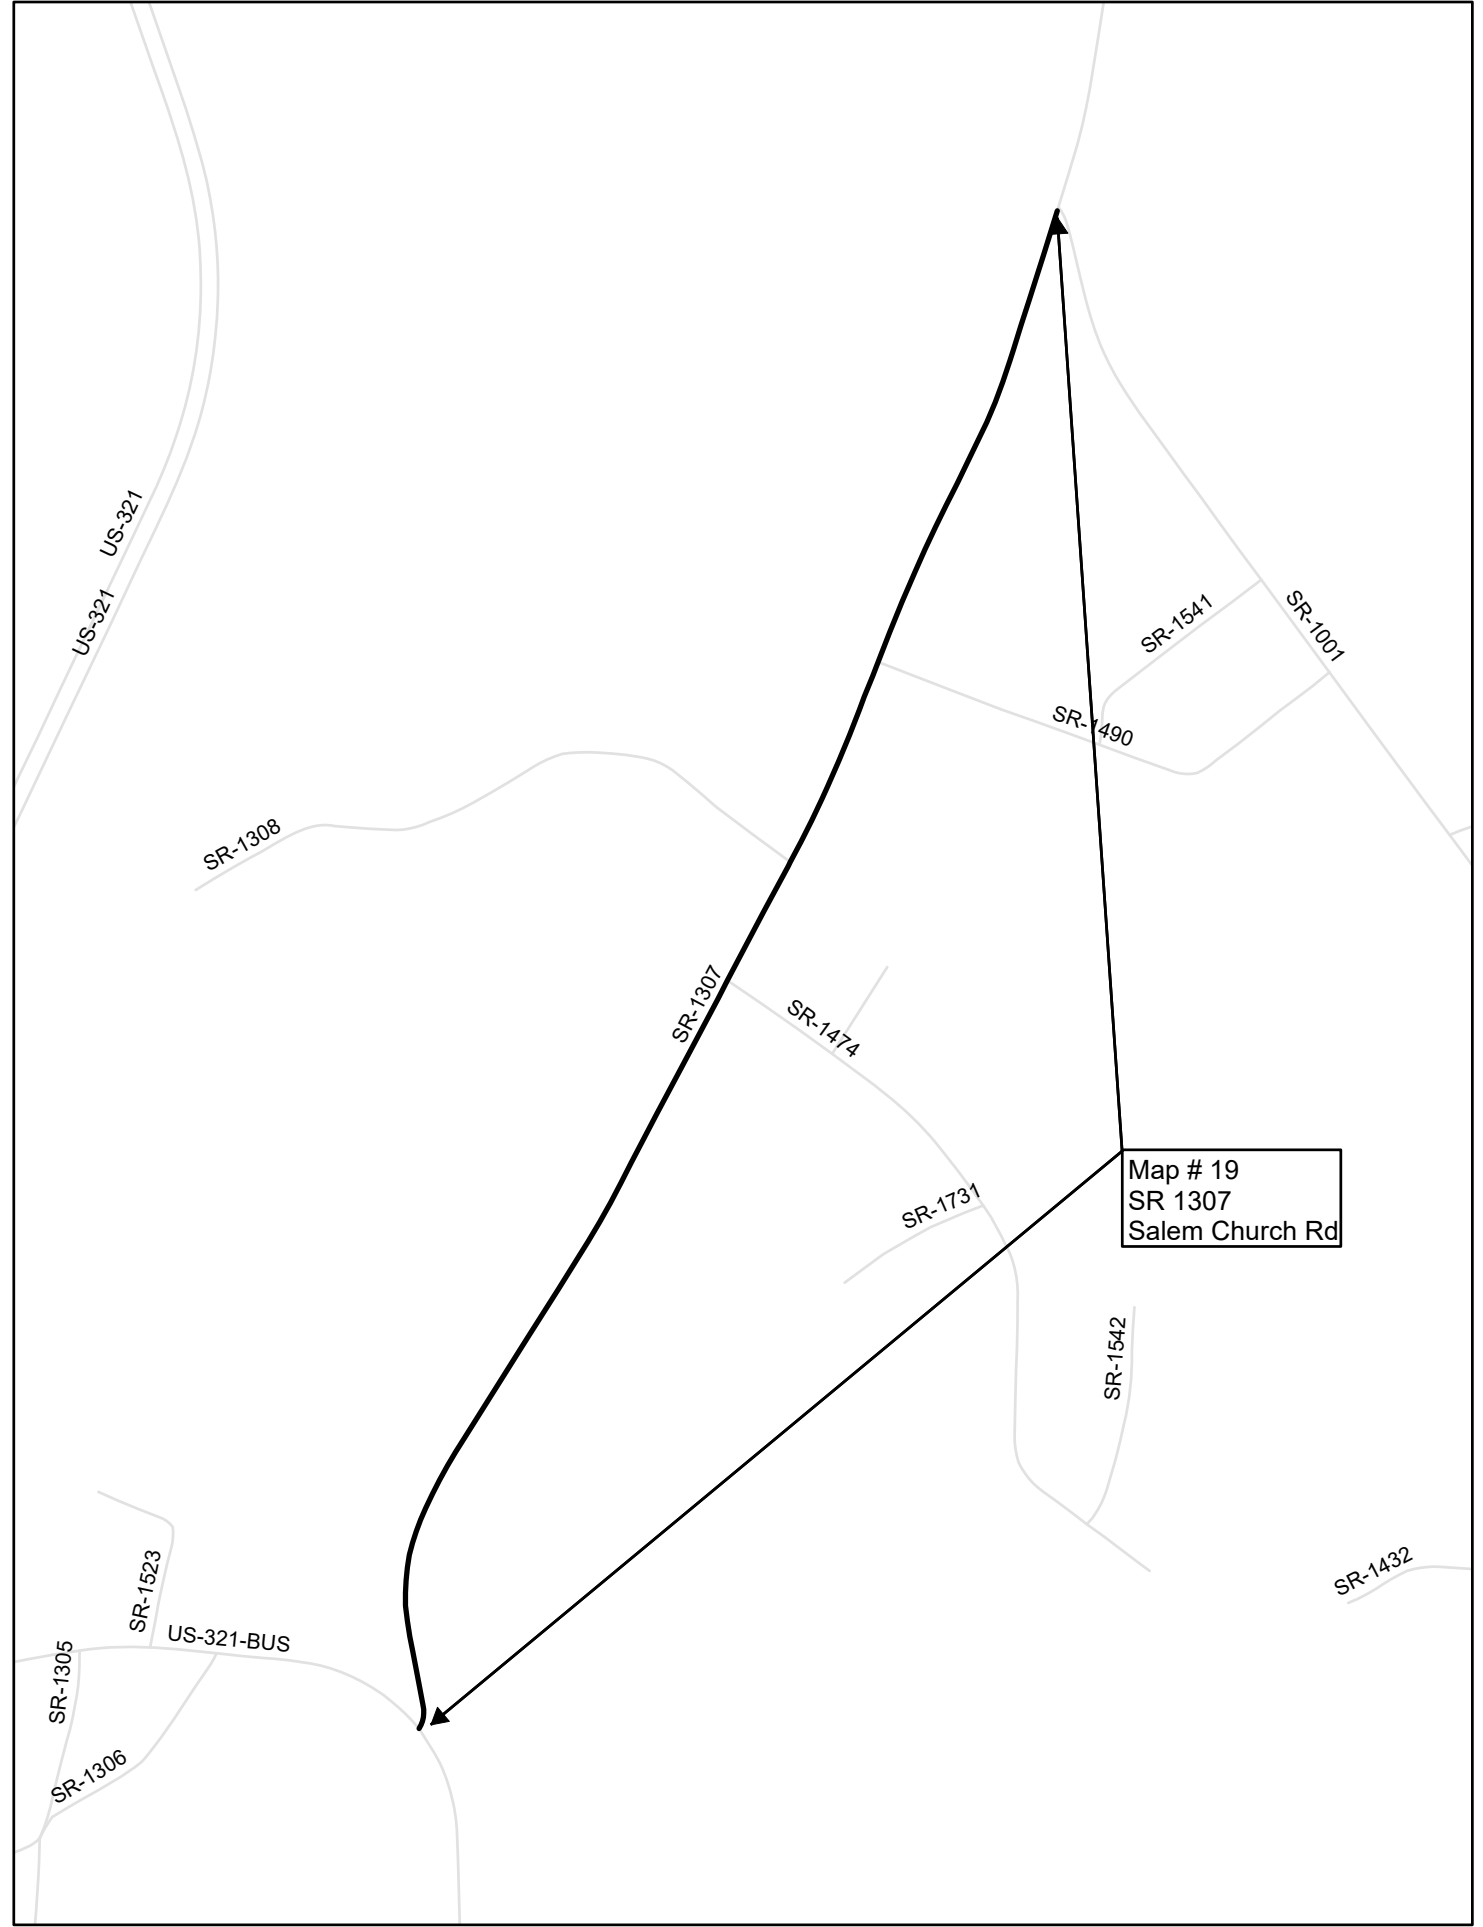 US-321
US-321
SR-1541
SR-1001
SR-1490
SR-1308
SR-1307
SR-1474
Map # 19
SR 1307
Salem Church Rd
SR-1731
SR-1542
SR-1432
SR-1523
US-321-BUS
SR-1305
SR-1306